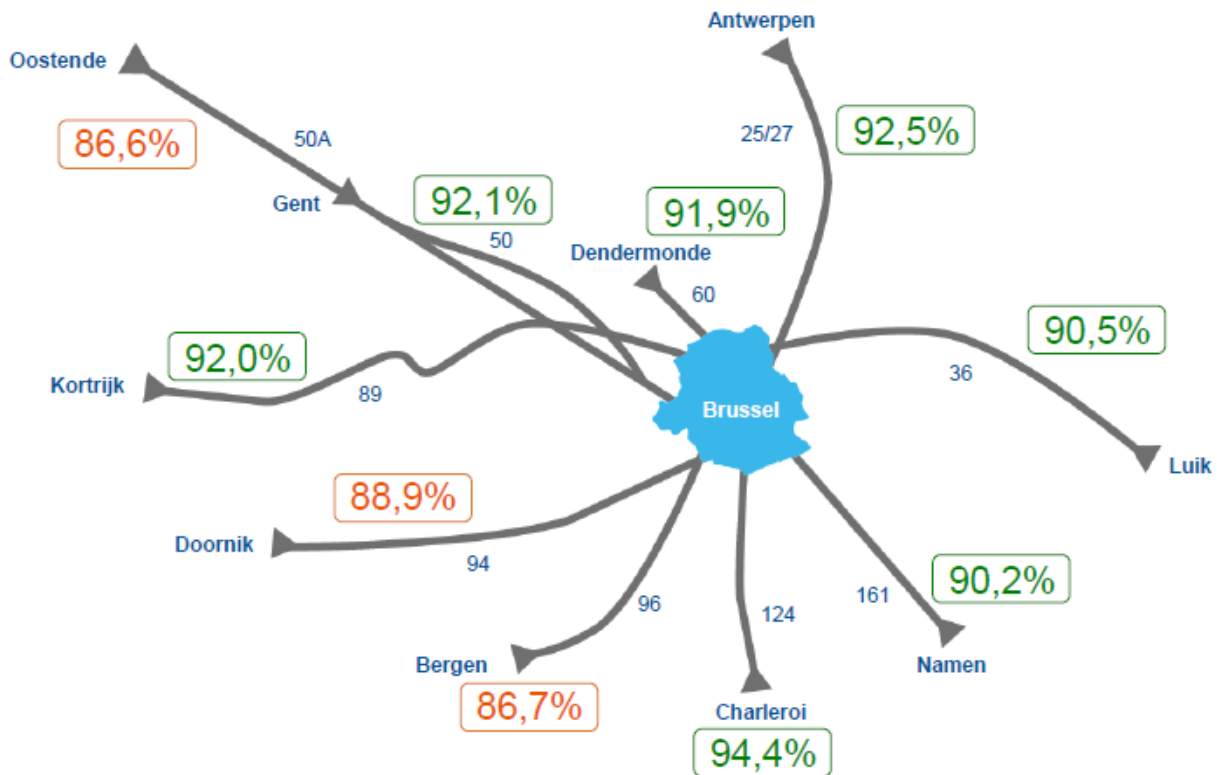 Antwerpen
Oostende
86,6%
50A
25/27
92,5%
Gent
92,1%
50
91,9%
Dendermonde
60
92,0%
Kortrijk
89
90,5%
36
Brussel
Luik
88,9%
Doornik
94
96
124
161
90,2%
Bergen
86,7%
Namen
Charleroi
94,4%